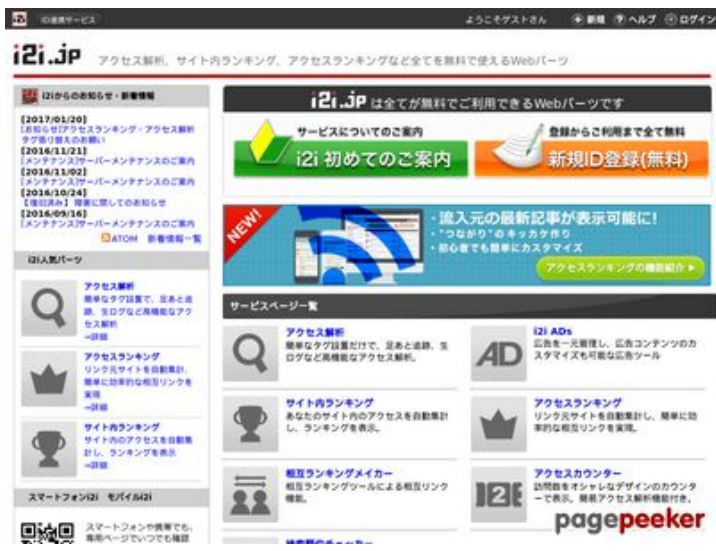 i2i ID連携サービス
ようこそゲストさん 新規 ヘルプ ログイン
i2i.jp アクセス解析、サイト内ランキング、アクセスランキングなど全てを無料で使えるWebパーツ
i2iからのお知らせ・新着情報
[2017/01/20]
[お知らせ]アクセスランキング・アクセス解析
タグ張り替えのお願い
[2016/11/21]
[メンテナンス]サーバーメンテナンスのご案内
[2016/11/02]
[メンテナンス]サーバーメンテナンスのご案内
[2016/10/24]
【復旧済み】障害に関してのお知らせ
[2016/09/16]
[メンテナンス]サーバーメンテナンスのご案内
ATOM 新着情報一覧
i2i人気パーツ
アクセス解析
簡単なタグ設置で、足あと追
跡、生ログなど高機能なアク
セス解析
→詳細
アクセスランキング
リンク元サイトを自動集計、
簡単に効率的な相互リンクを
実現
→詳細
サイト内ランキング
サイト内のアクセスを自動集
計し、ランキングを表示
→詳細
スマートフォンi2i モバイルi2i
スマートフォンや携帯でも、
専用ページでいつでも確認
i2i.jp は全てが無料でご利用できるWebパーツです
サービスについてのご案内
i2i 初めてのご案内
登録からご利用まで全て無料
新規ID登録(無料)
NEW!
・流入元の最新記事が表示可能に!
・"つながり"のキッカケ作り
・初心者でも簡単にカスタマイズ
アクセスランキングの機能紹介
サービスページ一覧
アクセス解析
簡単なタグ設置だけで、足あと追跡、生
ログなど高機能なアクセス解析。
i2i ADs
広告を一元管理し、広告コンテンツのカ
スタマイズも可能な広告ツール
AD
サイト内ランキング
あなたのサイト内のアクセスを自動集計
し、ランキングを表示。
アクセスランキング
リンク元サイトを自動集計し、簡単に効
率的な相互リンクを実現。
相互ランキングメイカー
相互ランキングツールによる相互リンク
機能。
アクセスカウンター
訪問数をオシャレなデザインのカウンタ
ーで表示。簡易アクセス解析機能付き。
pagepeeker